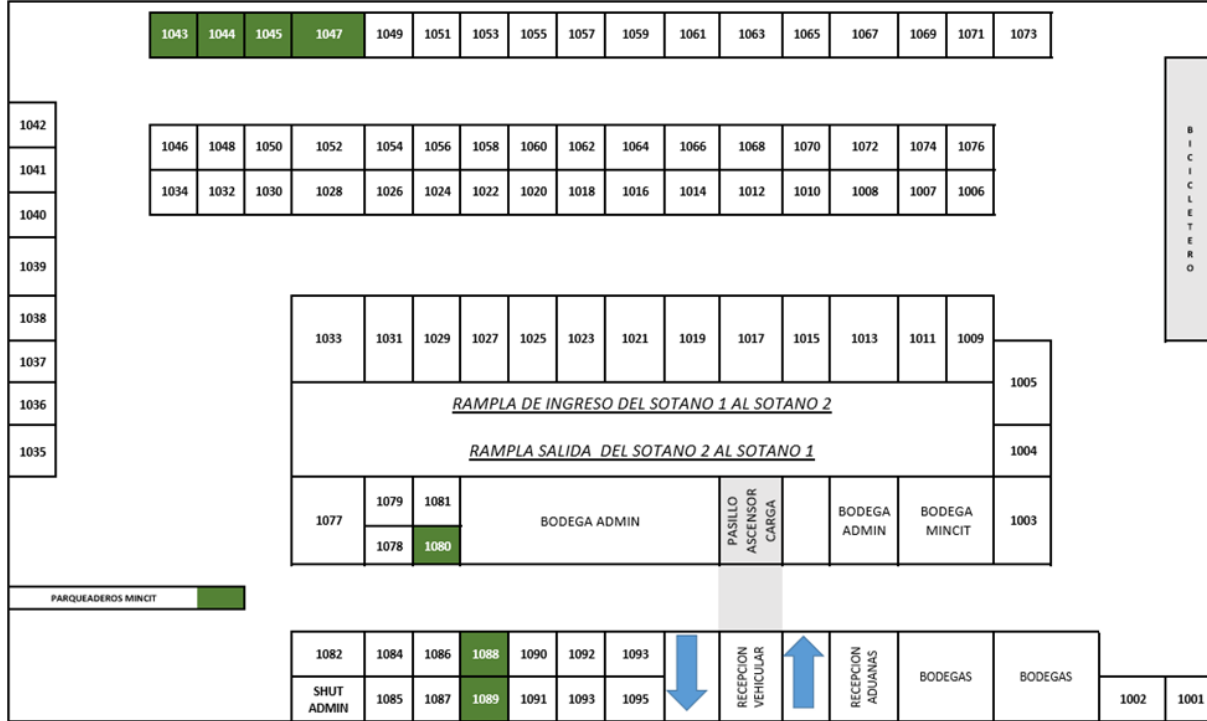 1043 1044 1045 1047 1049 1051 1053 1055 1057 1059 1061 1063 1065 1067 1069 1071 1073
1042
1041
1040
1039
1038
1037
1036
1035
1046 1048 1050 1052 1054 1056 1058 1060 1062 1064 1066 1068 1070 1072 1074 1076
1034 1032 1030 1028 1026 1024 1022 1020 1018 1016 1014 1012 1010 1008 1007 1006
BICICLETERO
1033 1031 1029 1027 1025 1023 1021 1019 1017 1015 1013 1011 1009
1005
RAMPLA DE INGRESO DEL SOTANO 1 AL SOTANO 2
RAMPLA SALIDA DEL SOTANO 2 AL SOTANO 1
1004
1077
1079 1081
1078 1080
BODEGA ADMIN
PASILLO
ASCENSOR
CARGA
BODEGA
ADMIN
BODEGA
MINCIT
1003
PARQUEADEROS MINCIT
1082 1084 1086 1088 1090 1092 1093
SHUT
ADMIN
1085 1087 1089 1091 1093 1095
RECEPCION
VEHICULAR
RECEPCION
ADUANAS
BODEGAS
BODEGAS
1002 1001